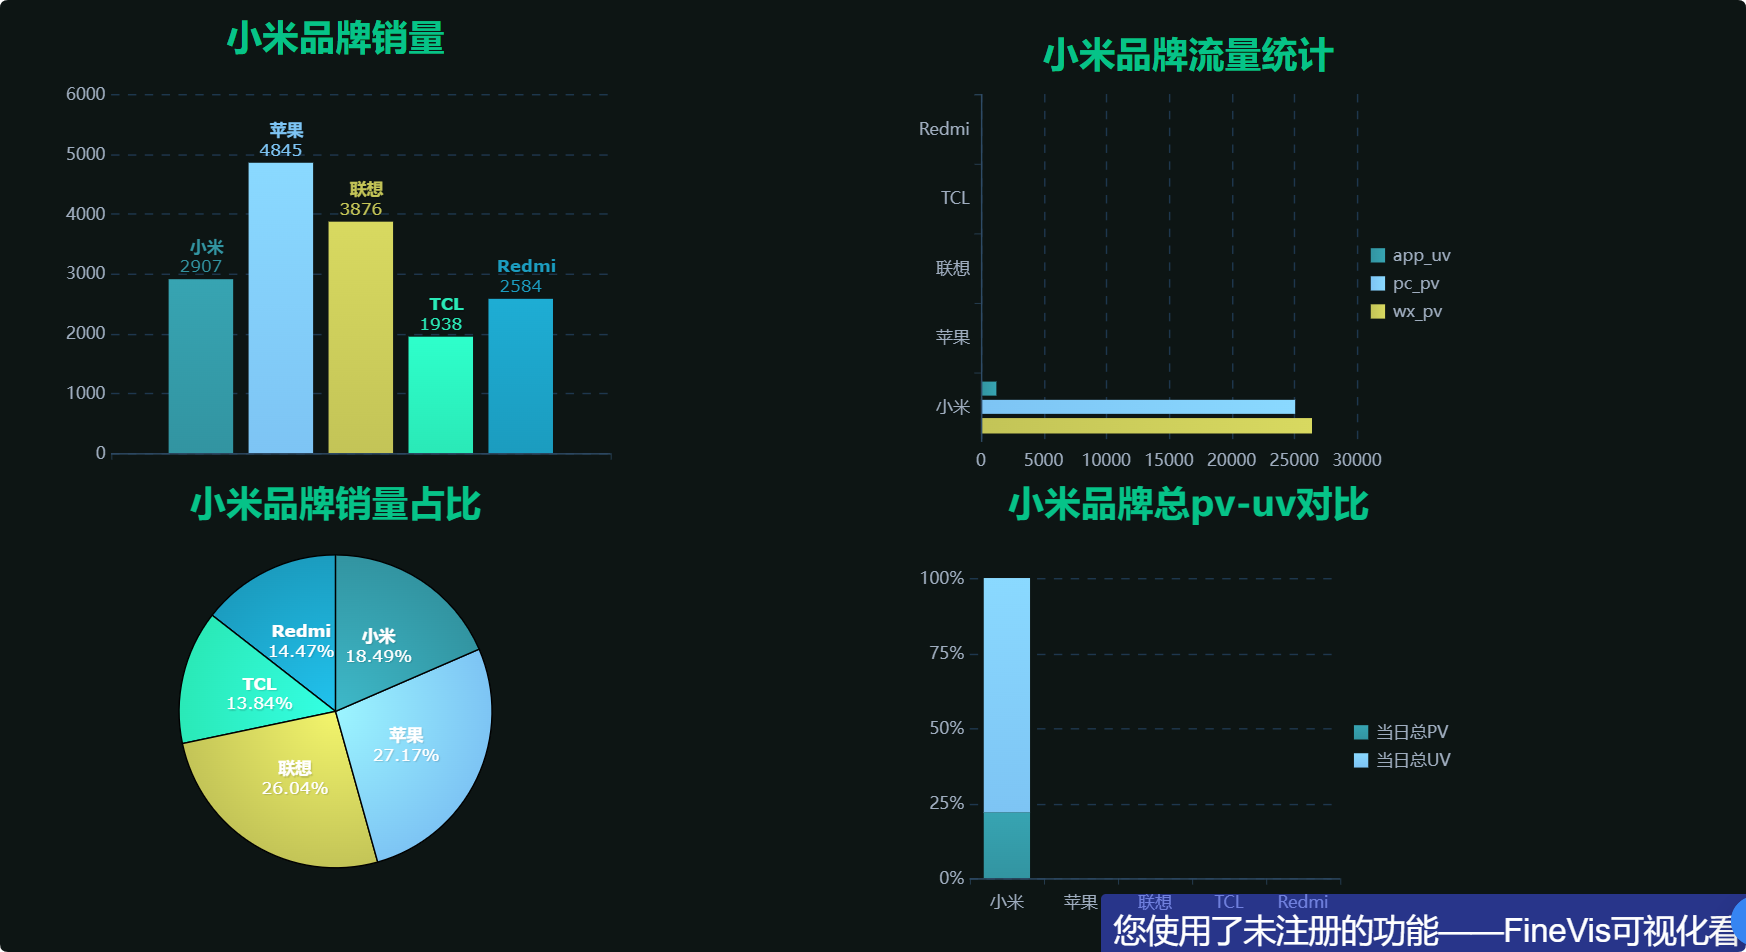 小米品牌销量
6000
5000
4000
3000
2000
1000
0
小米
2907
苹果
4845
联想
3876
TCL
1938
Redmi
2584
小米品牌流量统计
Redmi
TCL
联想
苹果
小米
0 5000 10000 15000 20000 25000 30000
app_uv
pc_pv
wx_pv
小米品牌销量占比
Redmi
14.47%
小米
18.49%
TCL
13.84%
苹果
27.17%
联想
26.04%
小米品牌总pv-uv对比
100%
75%
50%
25%
0%
小米 苹果 联想 TCL Redmi
当日总PV
当日总UV
您使用了未注册的功能——FineVis可视化看